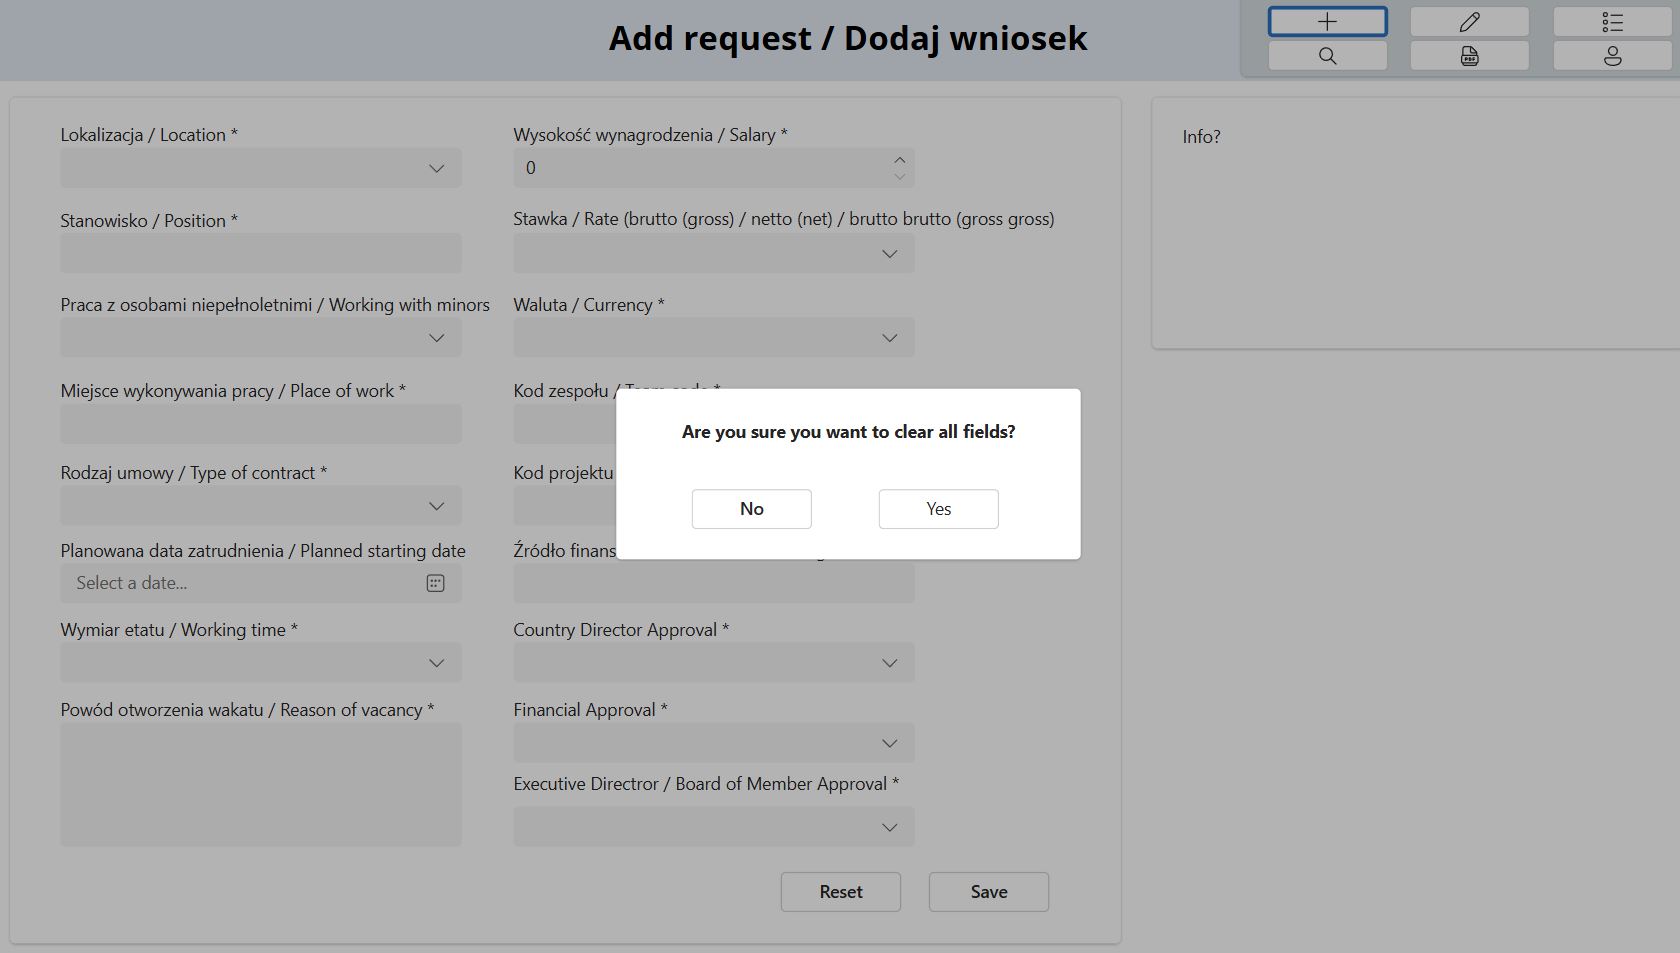 Add request / Dodaj wniosek
PDF
Lokalizacja / Location *
Stanowisko / Position *
Praca z osobami niepełnoletnimi / Working with minors
Miejsce wykonywania pracy / Place of work *
Rodzaj umowy / Type of contract *
Planowana data zatrudnienia / Planned starting date
Select a date...
Wymiar etatu / Working time *
Powód otworzenia wakatu / Reason of vacancy *
Wysokość wynagrodzenia / Salary *
0
Stawka / Rate (brutto (gross) / netto (net) / brutto brutto (gross gross)
Waluta / Currency *
Kod zespołu / Team code *
Kod projektu
Źródło finans
Country Director Approval *
Financial Approval *
Executive Directror / Board of Member Approval *
Reset
Save
Info?
Are you sure you want to clear all fields?
No
Yes